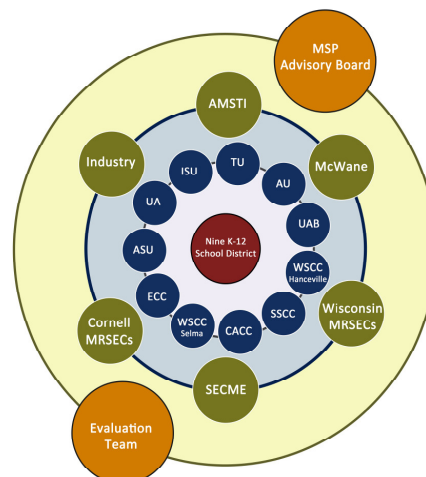 MSP
Advisory Board
AMSTI
Industry
McWane
ISU
TU
AU
UA
UAB
ASU
Nine K-12
School District
WSCC
Hanceville
ECC
SSCC
WSCC
Selma
CACC
Cornell
MRSECs
Wisconsin
MRSECs
SECME
Evaluation
Team